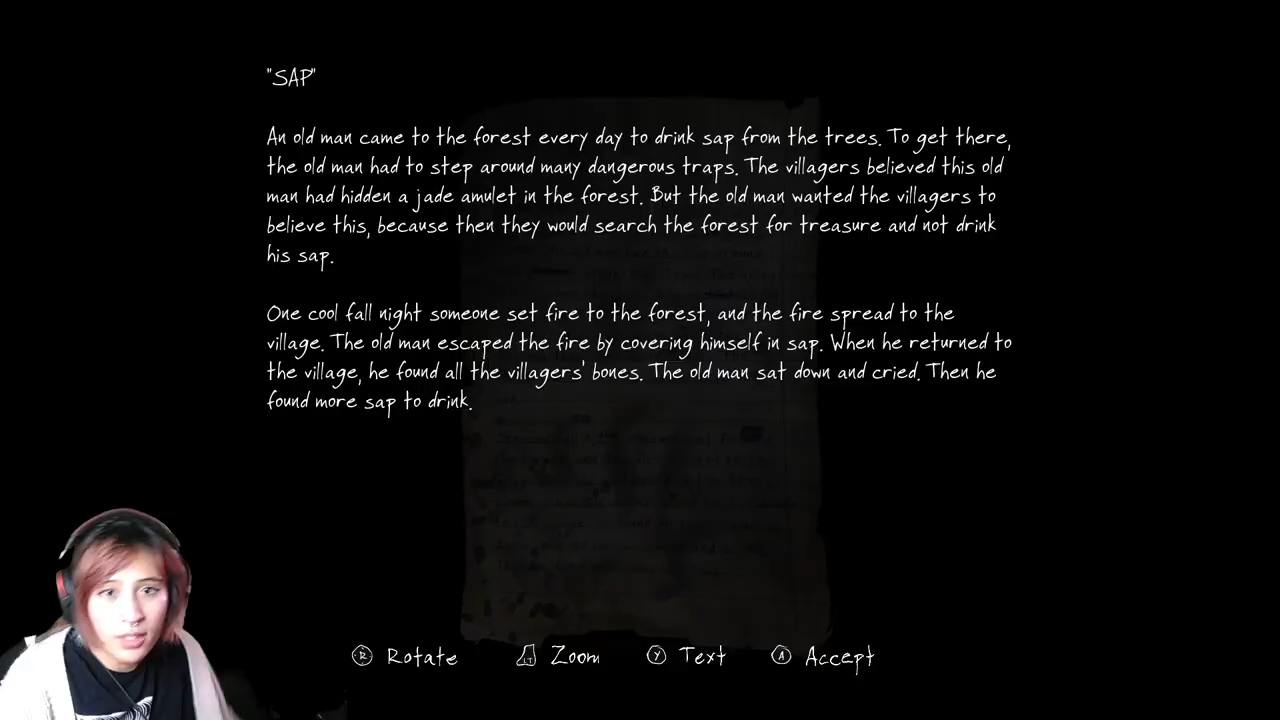 "SAP"
An old man came to the forest every day to drink sap from the trees. To get there,
the old man had to step around many dangerous traps. The villagers believed this old
man had hidden a jade amulet in the forest. But the old man wanted the villagers to
believe this, because then they would search the forest for treasure and not drink
his sap.
One cool fall night someone set fire to the forest, and the fire spread to the
village. The old man escaped the fire by covering himself in sap. When he returned to
the village, he found all the villagers' bones. The old man sat down and cried. Then he
found more sap to drink.
R Rotate LT Zoom Y Text A Accept